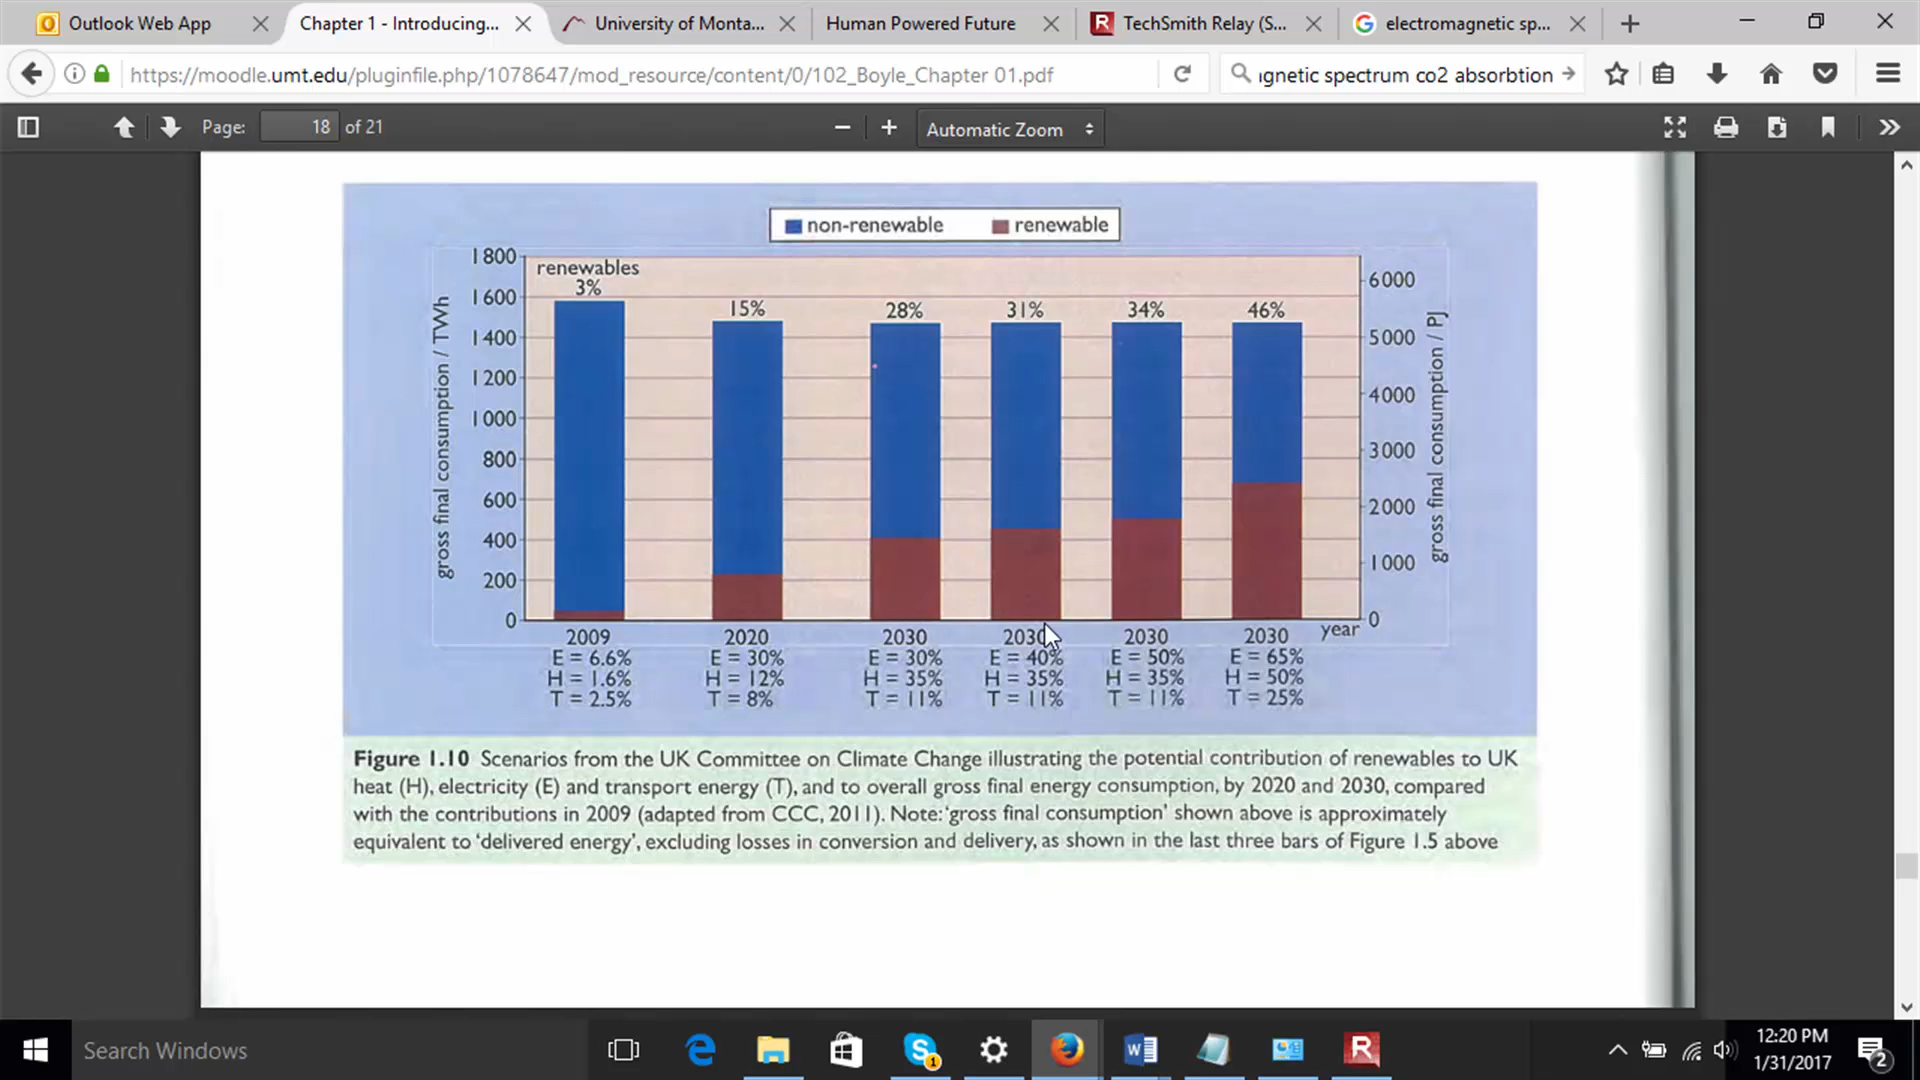 Outlook Web App
Chapter 1 - Introducing...
University of Monta...
Human Powered Future
TechSmith Relay (S...
electromagnetic sp...
https://moodle.umt.edu/pluginfile.php/1078647/mod_resource/content/0/102_Boyle_Chapter 01.pdf
gnetic spectrum co2 absorbtion
Page: 18 of 21
Automatic Zoom
non-renewable renewable
gross final consumption / TWh
1800
1600
1400
1200
1000
800
600
400
200
0
renewables
3% 15% 28% 31% 34% 46%
6000
5000
4000
3000
2000
1000
0
gross final consumption / PJ
2009 2020 2030 2030 2030 2030 year
E = 6.6% E = 30% E = 30% E = 40% E = 50% E = 65%
H = 1.6% H = 12% H = 35% H = 35% H = 35% H = 50%
T = 2.5% T = 8% T = 11% T = 11% T = 11% T = 25%
Figure 1.10 Scenarios from the UK Committee on Climate Change illustrating the potential contribution of renewables to UK
heat (H), electricity (E) and transport energy (T), and to overall gross final energy consumption, by 2020 and 2030, compared
with the contributions in 2009 (adapted from CCC, 2011). Note: 'gross final consumption' shown above is approximately
equivalent to 'delivered energy', excluding losses in conversion and delivery, as shown in the last three bars of Figure 1.5 above
Search Windows
1
12:20 PM
1/31/2017
2